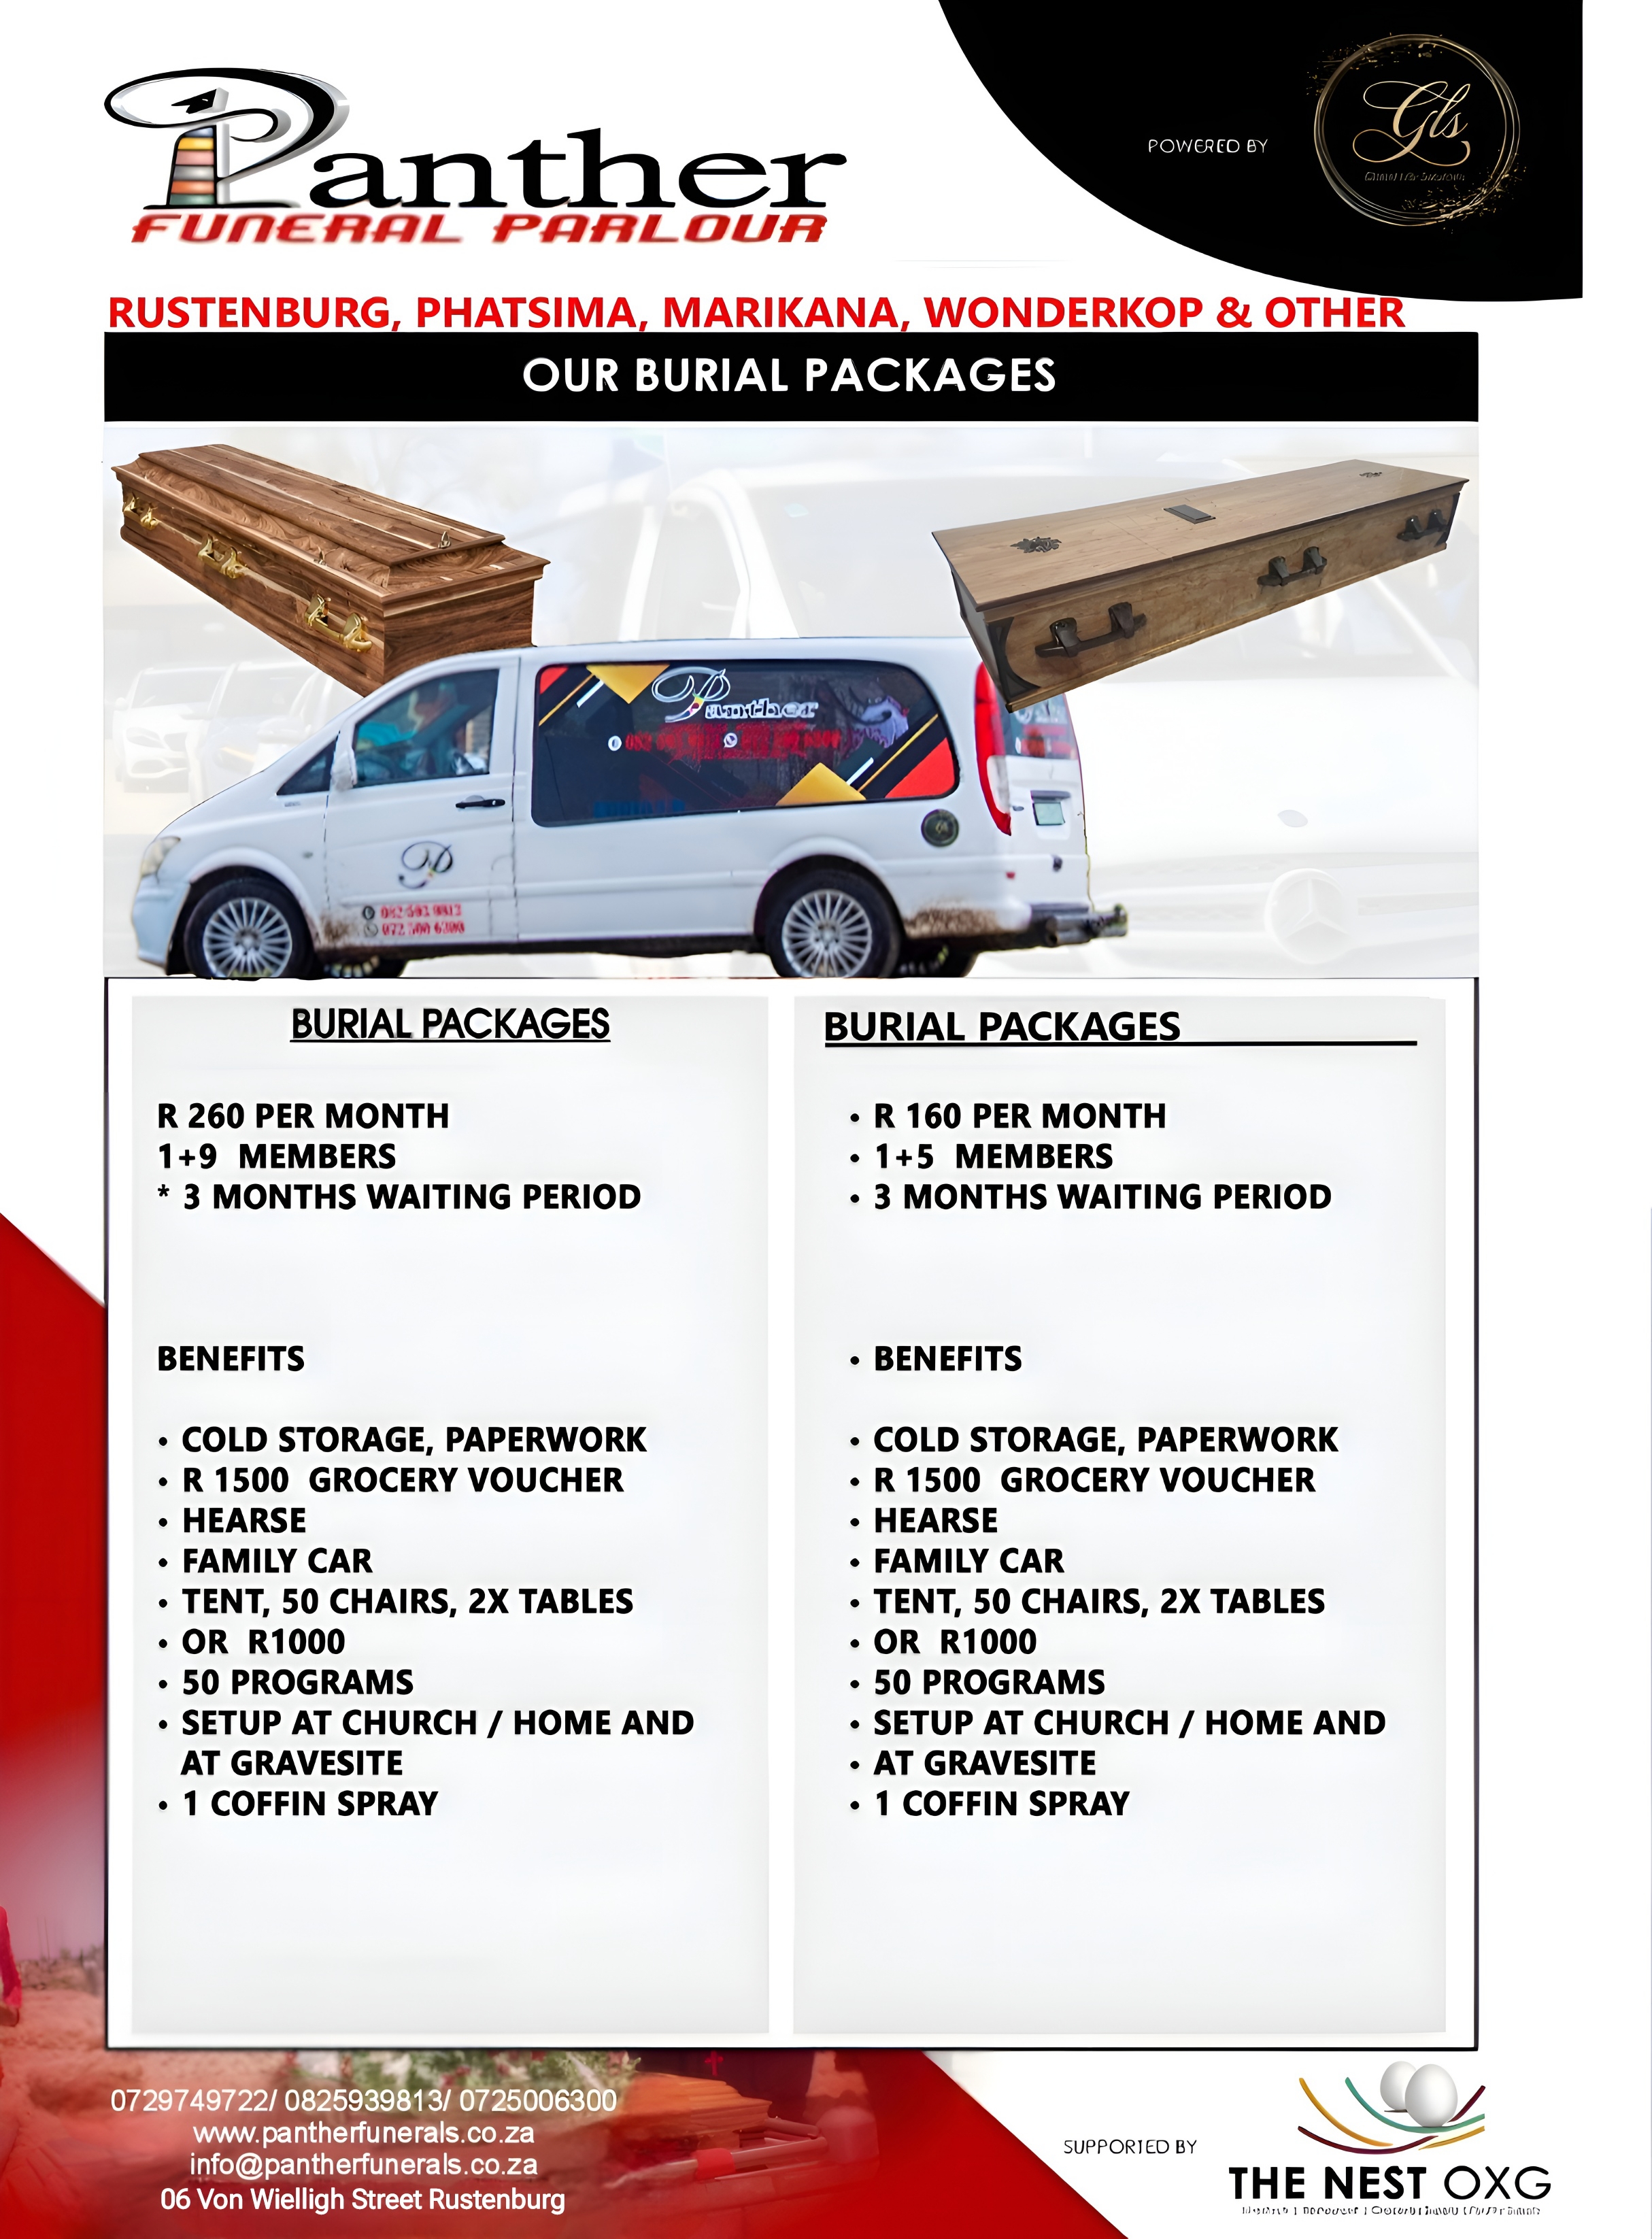 Panther
FUNERAL PARLOUR
POWERED BY
Gls
RUSTENBURG, PHATSIMA, MARIKANA, WONDERKOP & OTHER
OUR BURIAL PACKAGES
Panther
082 593 9813
072 500 6300
BURIAL PACKAGES
R 260 PER MONTH
1+9 MEMBERS
* 3 MONTHS WAITING PERIOD
BENEFITS
• COLD STORAGE, PAPERWORK
• R 1500 GROCERY VOUCHER
• HEARSE
• FAMILY CAR
• TENT, 50 CHAIRS, 2X TABLES
• OR R1000
• 50 PROGRAMS
• SETUP AT CHURCH / HOME AND
AT GRAVESITE
• 1 COFFIN SPRAY
BURIAL PACKAGES
• R 160 PER MONTH
• 1+5 MEMBERS
• 3 MONTHS WAITING PERIOD
• BENEFITS
• COLD STORAGE, PAPERWORK
• R 1500 GROCERY VOUCHER
• HEARSE
• FAMILY CAR
• TENT, 50 CHAIRS, 2X TABLES
• OR R1000
• 50 PROGRAMS
• SETUP AT CHURCH / HOME AND
• AT GRAVESITE
• 1 COFFIN SPRAY
0729749722/ 0825939813/ 0725006300
www.pantherfunerals.co.za
info@pantherfunerals.co.za
06 Von Wielligh Street Rustenburg
SUPPORTED BY
THE NEST OXG